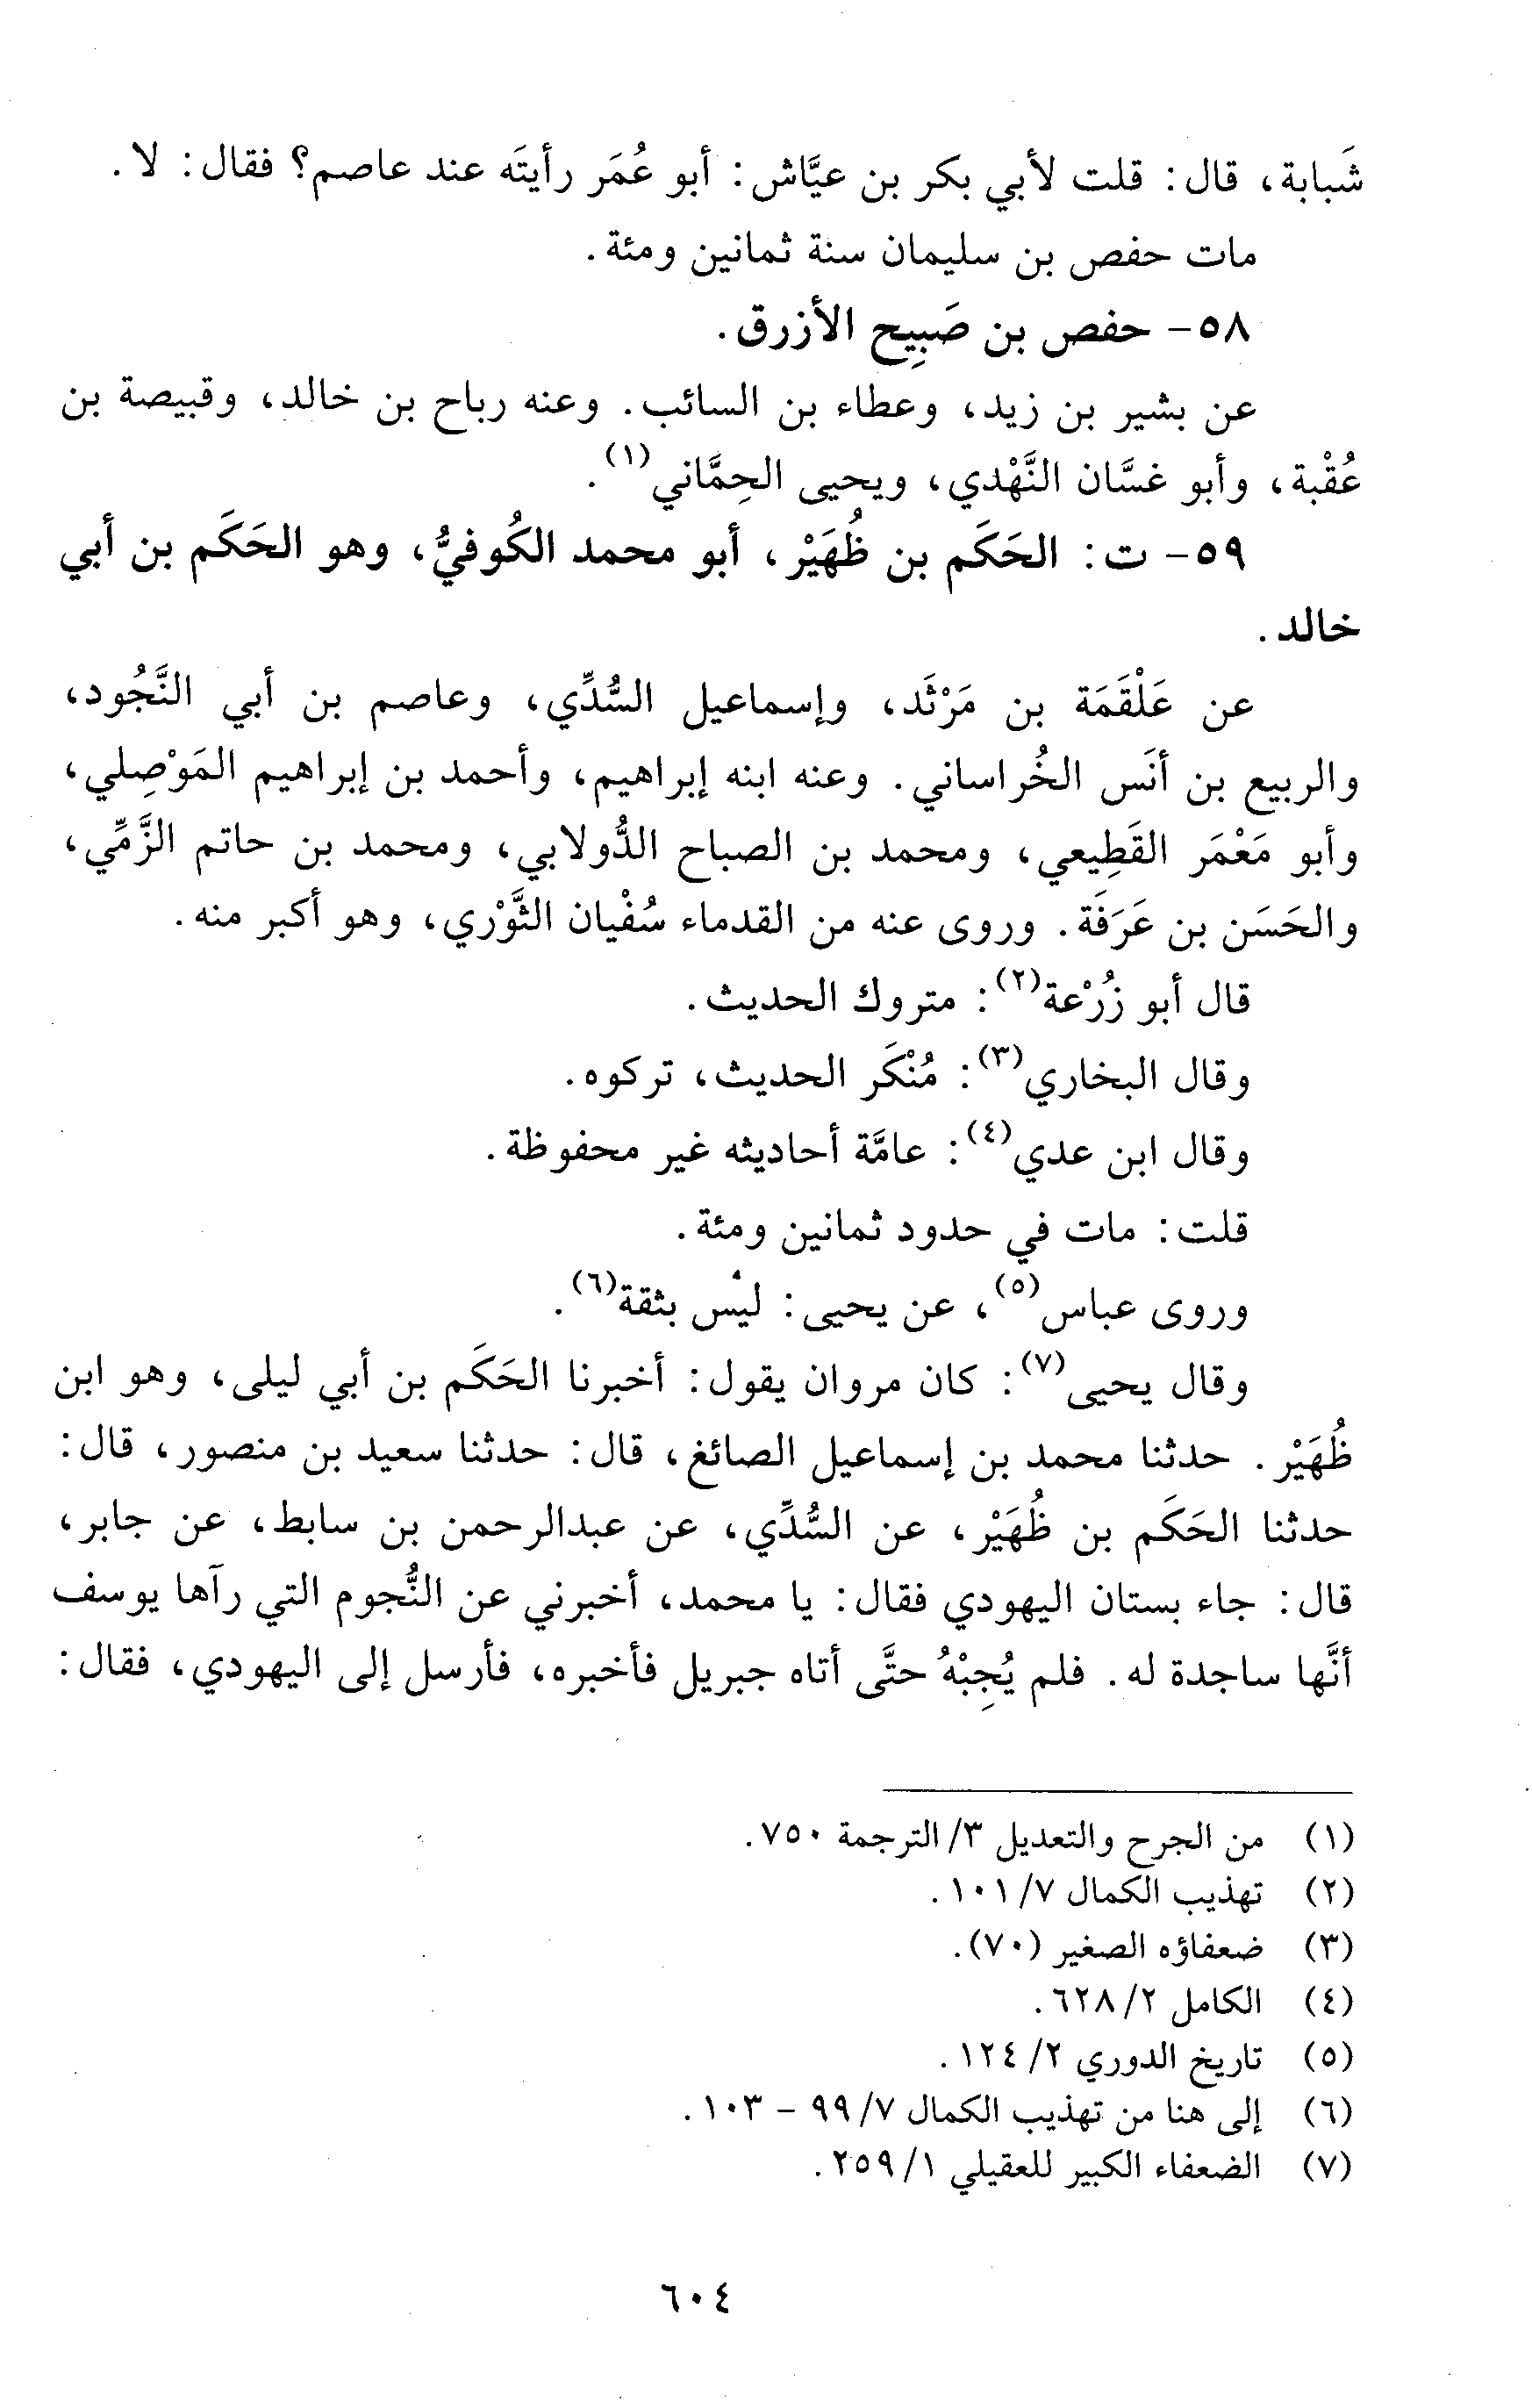 شَبابة، قال: قلت لأبي بكر بن عيَّاش: أبو عُمَر رأيتَه عند عاصم؟ فقال: لا.
مات حفص بن سليمان سنة ثمانين ومئة.
٥٨- حفص بن صَبِيح الأزرق.
عن بشير بن زيد، وعطاء بن السائب. وعنه رباح بن خالد، وقبيصة بن
عُقْبة، وأبو غسَّان النَّهْدي، ويحيى الحِمَّاني(١).
٥٩- ت: الحَكَم بن ظُهَيْر، أبو محمد الكُوفيُّ، وهو الحَكَم بن أبي
خالد.
عن عَلْقَمَة بن مَرْثَد، وإسماعيل السُّدِّي، وعاصم بن أبي النَّجُود،
والربيع بن أنَس الخُراساني. وعنه ابنه إبراهيم، وأحمد بن إبراهيم المَوْصِلي،
وأبو مَعْمَر القَطِيعي، ومحمد بن الصباح الدُّولابي، ومحمد بن حاتم الزَّمِّي،
والحَسَن بن عَرَفَة. وروى عنه من القدماء سُفْيان الثَّوْري، وهو أكبر منه.
قال أبو زُرْعة(٢): متروك الحديث.
وقال البخاري(٣): مُنْكَر الحديث، تركوه.
وقال ابن عدي(٤): عامَّة أحاديثه غير محفوظة.
قلت: مات في حدود ثمانين ومئة.
وروى عباس(٥)، عن يحيى: ليْس بثقة(٦).
وقال يحيى(٧): كان مروان يقول: أخبرنا الحَكَم بن أبي ليلى، وهو ابن
ظُهَيْر. حدثنا محمد بن إسماعيل الصائغ، قال: حدثنا سعيد بن منصور، قال:
حدثنا الحَكَم بن ظُهَيْر، عن السُّدِّي، عن عبدالرحمن بن سابط، عن جابر،
قال: جاء بستان اليهودي فقال: يا محمد، أخبرني عن النُّجوم التي رآها يوسف
أنَّها ساجدة له. فلم يُجِبْهُ حتَّى أتاه جبريل فأخبره، فأرسل إلى اليهودي، فقال:
(١) من الجرح والتعديل ٣/ الترجمة ٧٥٠.
(٢) تهذيب الكمال ٧/ ١٠١.
(٣) ضعفاؤه الصغير (٧٠).
(٤) الكامل ٢/ ٦٢٨.
(٥) تاريخ الدوري ٢/ ١٢٤.
(٦) إلى هنا من تهذيب الكمال ٧/ ٩٩ - ١٠٣.
(٧) الضعفاء الكبير للعقيلي ١/ ٢٥٩.
٦٠٤